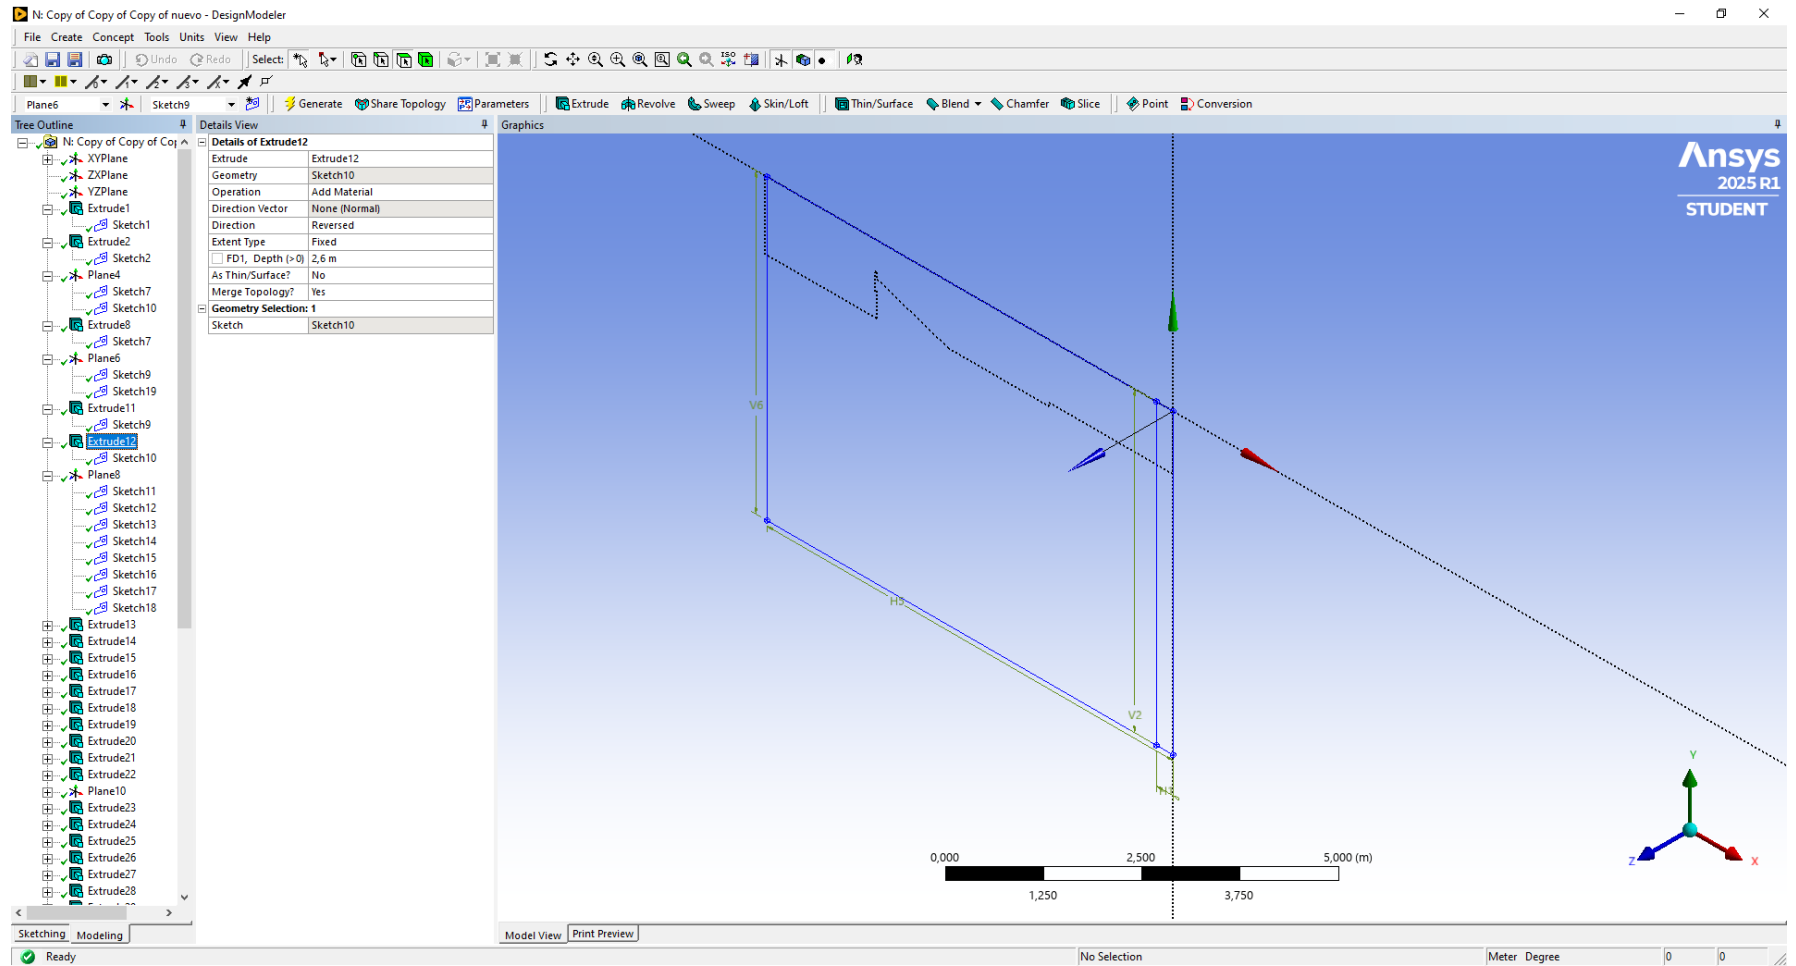 N: Copy of Copy of Copy of nuevo - DesignModeler
File Create Concept Tools Units View Help
Undo Redo Select: ISO
Plane6 Sketch9 Generate Share Topology Parameters Extrude Revolve Sweep Skin/Loft Thin/Surface Blend Chamfer Slice Point Conversion
Tree Outline
N: Copy of Copy of Cop
XYPlane
ZXPlane
YZPlane
Extrude1
Sketch1
Extrude2
Sketch2
Plane4
Sketch7
Sketch10
Extrude8
Sketch7
Plane6
Sketch9
Sketch19
Extrude11
Sketch9
Extrude12
Sketch10
Plane8
Sketch11
Sketch12
Sketch13
Sketch14
Sketch15
Sketch16
Sketch17
Sketch18
Extrude13
Extrude14
Extrude15
Extrude16
Extrude17
Extrude18
Extrude19
Extrude20
Extrude21
Extrude22
Plane10
Extrude23
Extrude24
Extrude25
Extrude26
Extrude27
Extrude28
Sketching Modeling
Details View
Details of Extrude12
Extrude Extrude12
Geometry Sketch10
Operation Add Material
Direction Vector None (Normal)
Direction Reversed
Extent Type Fixed
FD1, Depth (>0) 2,6 m
As Thin/Surface? No
Merge Topology? Yes
Geometry Selection: 1
Sketch Sketch10
Graphics
Ansys
2025 R1
STUDENT
V6
H5
V2
Y
Z X
0,000 2,500 5,000 (m)
1,250 3,750
Model View Print Preview
Ready No Selection Meter Degree 0 0